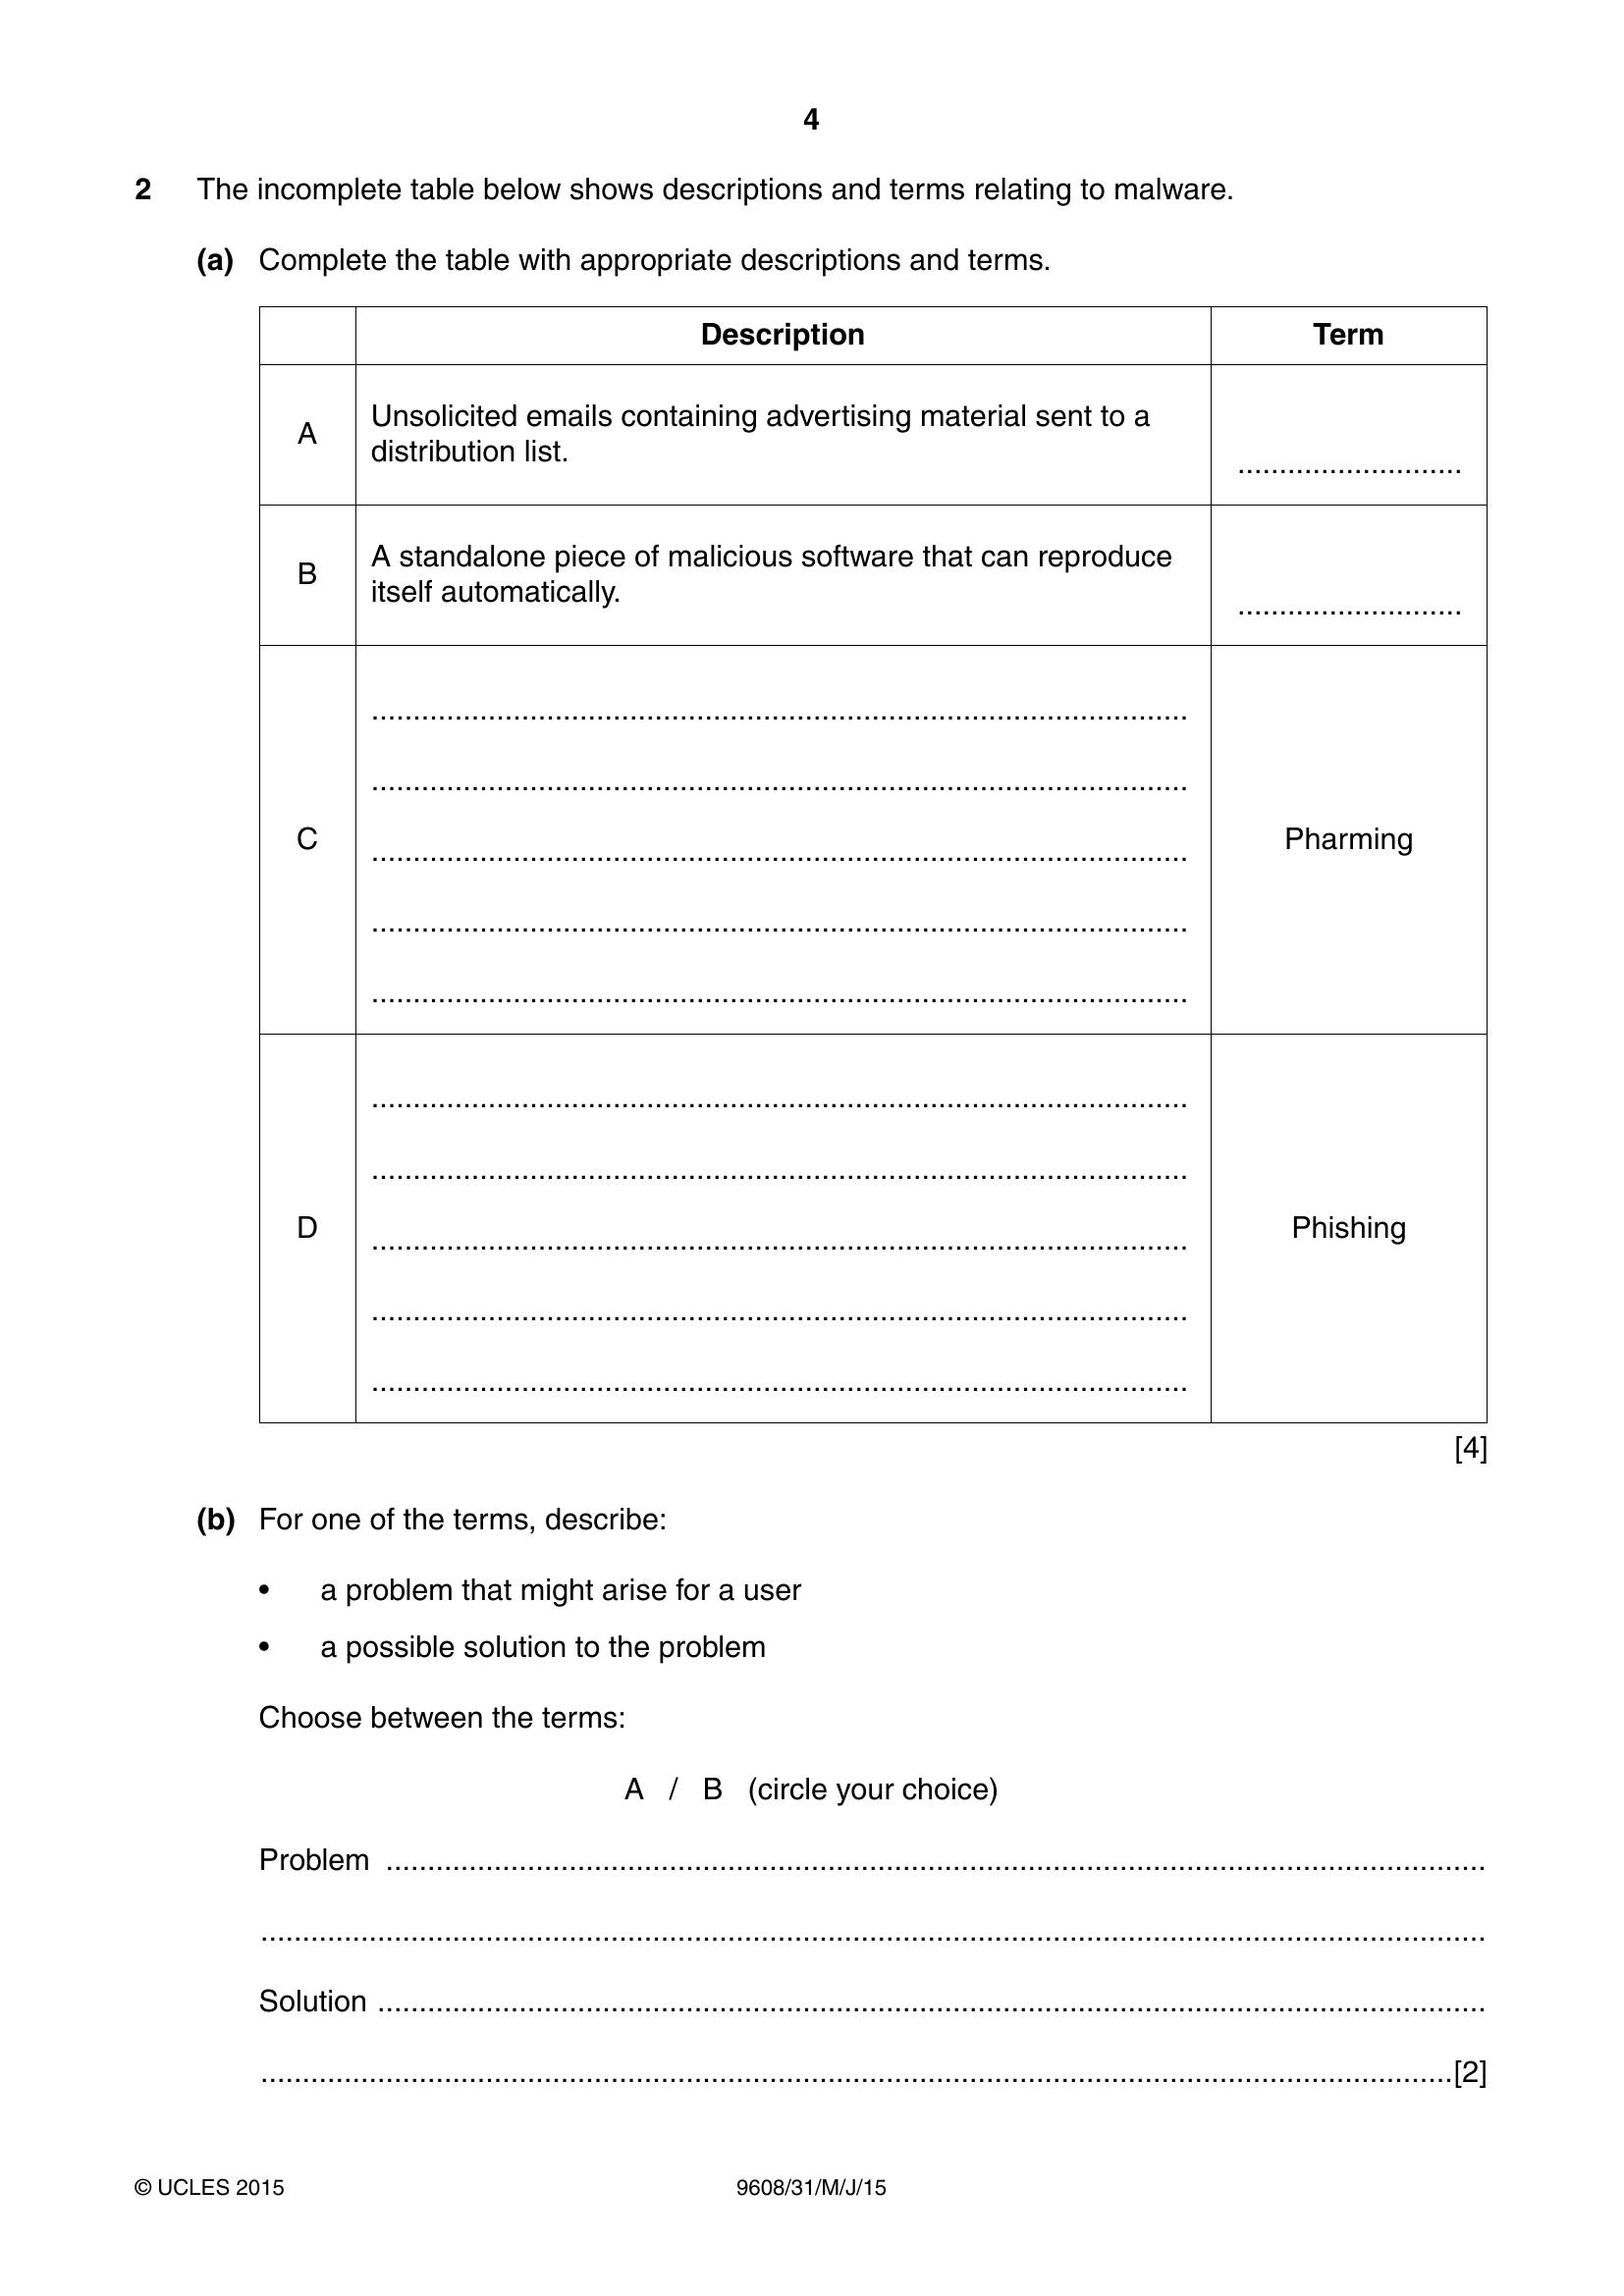 4
2 The incomplete table below shows descriptions and terms relating to malware.
(a) Complete the table with appropriate descriptions and terms.
Description Term
A Unsolicited emails containing advertising material sent to a
distribution list.
...........................
B A standalone piece of malicious software that can reproduce
itself automatically.
...........................
C
Pharming
D
Phishing
[4]
(b) For one of the terms, describe:
• a problem that might arise for a user
• a possible solution to the problem
Choose between the terms:
A / B (circle your choice)
Problem ....................................................................................................
....................................................................................................
Solution ....................................................................................................
....................................................................................................[2]
© UCLES 2015 9608/31/M/J/15